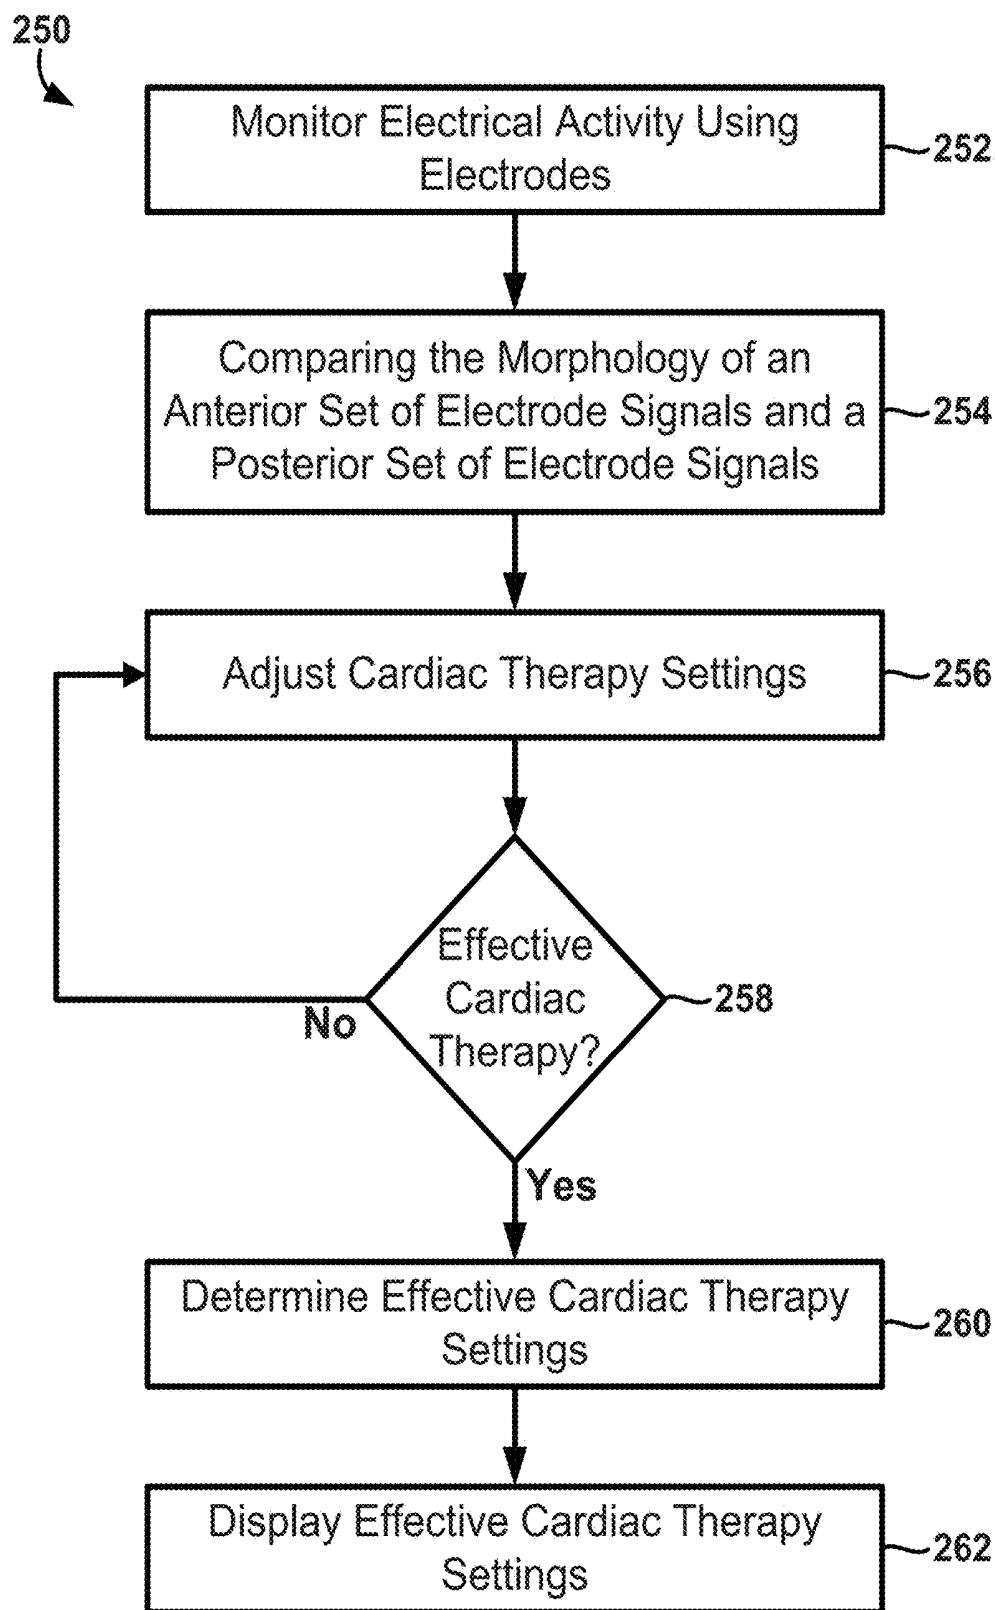 250
Monitor Electrical Activity Using
Electrodes
252
Comparing the Morphology of an
Anterior Set of Electrode Signals and a
Posterior Set of Electrode Signals
254
Adjust Cardiac Therapy Settings
256
Effective
Cardiac
Therapy?
258
No
Yes
Determine Effective Cardiac Therapy
Settings
260
Display Effective Cardiac Therapy
Settings
262